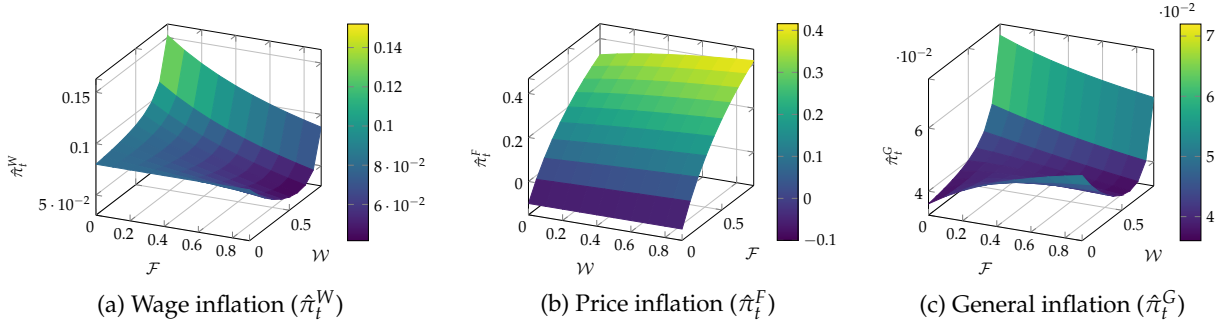 0.15
0.1
5 · 10⁻²
π̂ₜᵂ
0
0.2
0.4
0.6
0.8
ℱ
0
0.5
𝒲
0.14
0.12
0.1
8 · 10⁻²
6 · 10⁻²
(a) Wage inflation (π̂ₜᵂ)
0.4
0.2
0
π̂ₜᶠ
0
0.2
0.4
0.6
0.8
𝒲
0
0.5
ℱ
0.4
0.3
0.2
0.1
0
−0.1
(b) Price inflation (π̂ₜᶠ)
·10⁻²
6
4
π̂ₜᴳ
0
0.2
0.4
0.6
0.8
ℱ
0
0.5
𝒲
·10⁻²
7
6
5
4
(c) General inflation (π̂ₜᴳ)